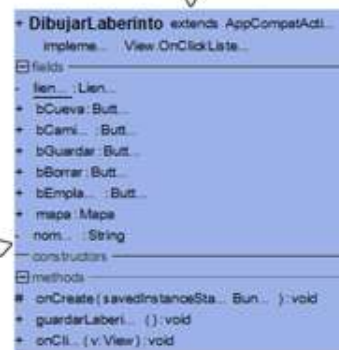 + DibujarLaberinto extends AppCompatActi...
impleme... View.OnClickListe...
fields
- lien... : Lien...
+ bCueva : Butt...
+ bCami... : Butt...
+ bGuardar : Butt...
+ bBorrar : Butt...
+ bEmpla... : Butt...
+ mapa : Mapa
- nom... : String
constructors
methods
# onCreate ( savedInstanceSta... Bun... ) : void
+ guardarLaberi... () : void
+ onCli... ( v: View ) : void